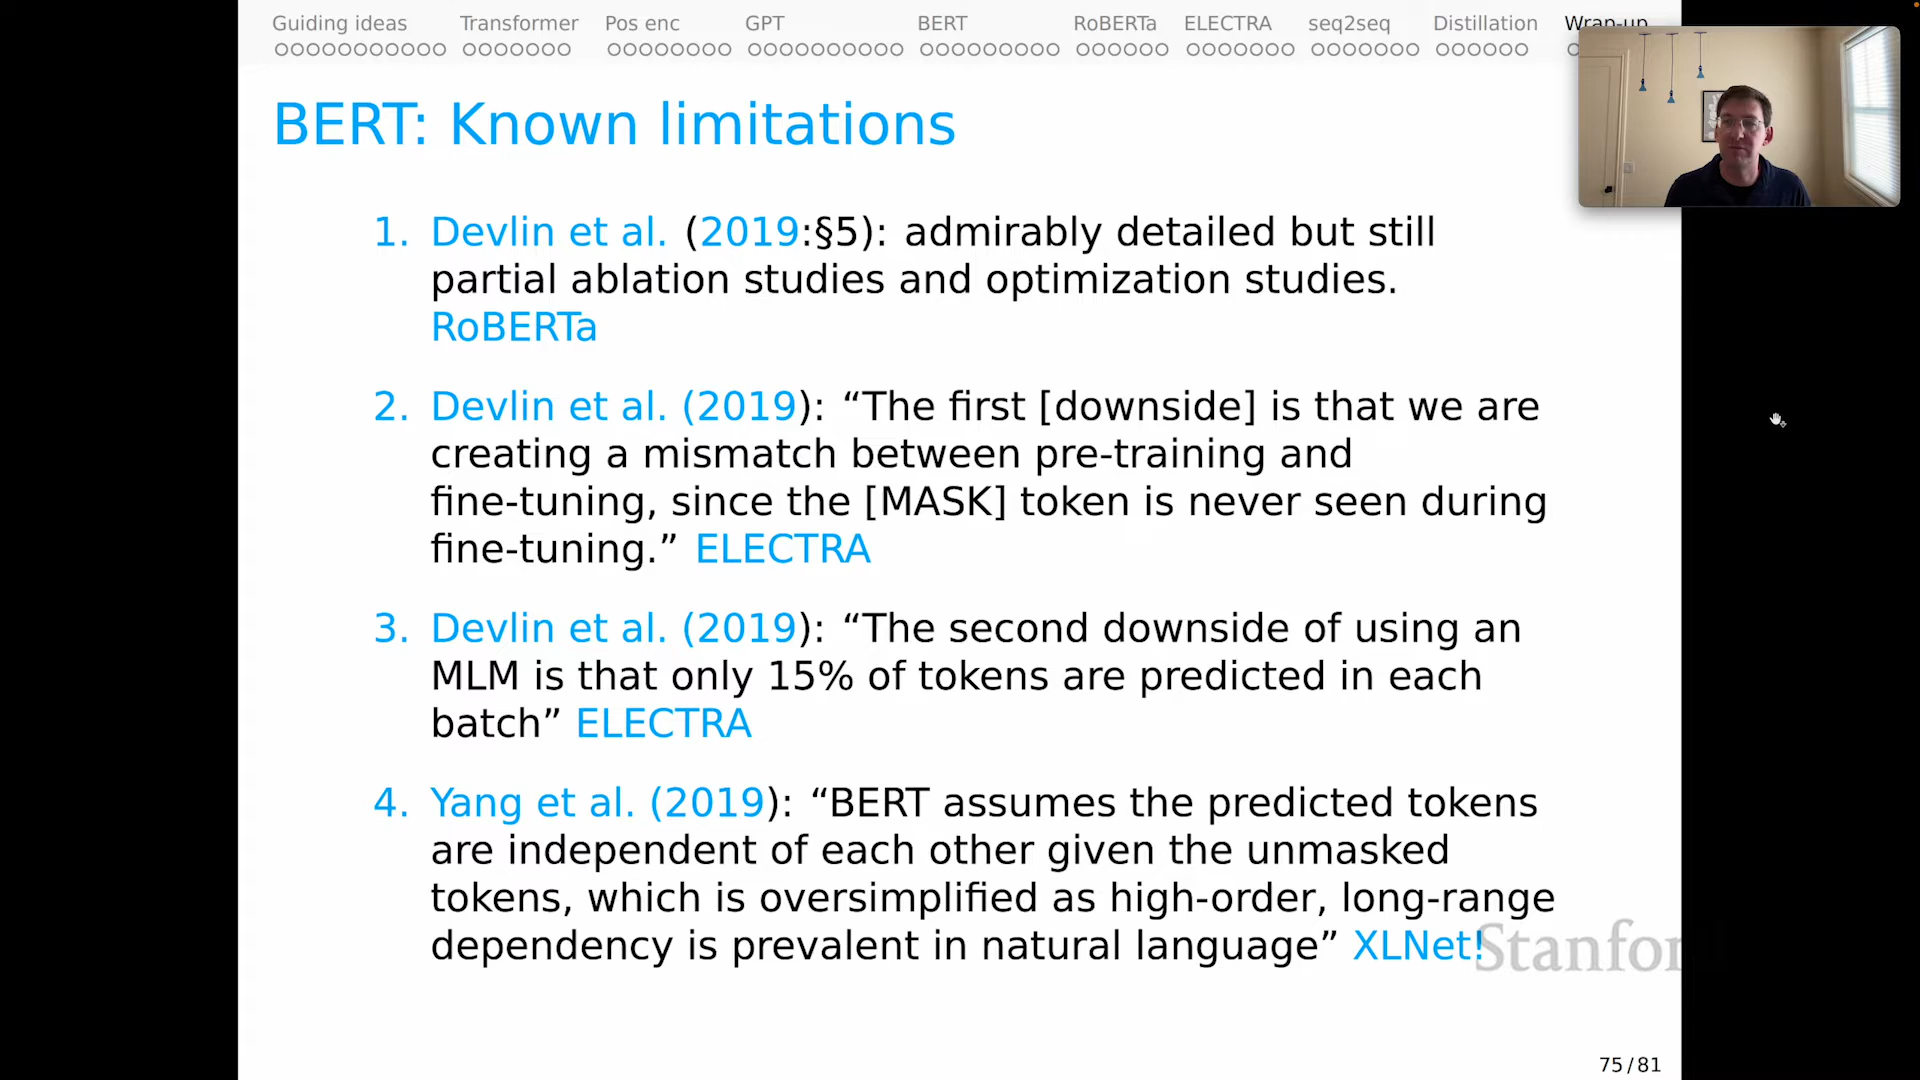 Guiding ideas Transformer Pos enc GPT BERT RoBERTa ELECTRA seq2seq Distillation Wrap-up
BERT: Known limitations
1. Devlin et al. (2019:§5): admirably detailed but still
partial ablation studies and optimization studies.
RoBERTa
2. Devlin et al. (2019): “The first [downside] is that we are
creating a mismatch between pre-training and
fine-tuning, since the [MASK] token is never seen during
fine-tuning.” ELECTRA
3. Devlin et al. (2019): “The second downside of using an
MLM is that only 15% of tokens are predicted in each
batch” ELECTRA
4. Yang et al. (2019): “BERT assumes the predicted tokens
are independent of each other given the unmasked
tokens, which is oversimplified as high-order, long-range
dependency is prevalent in natural language” XLNet!
Stanford
75/81